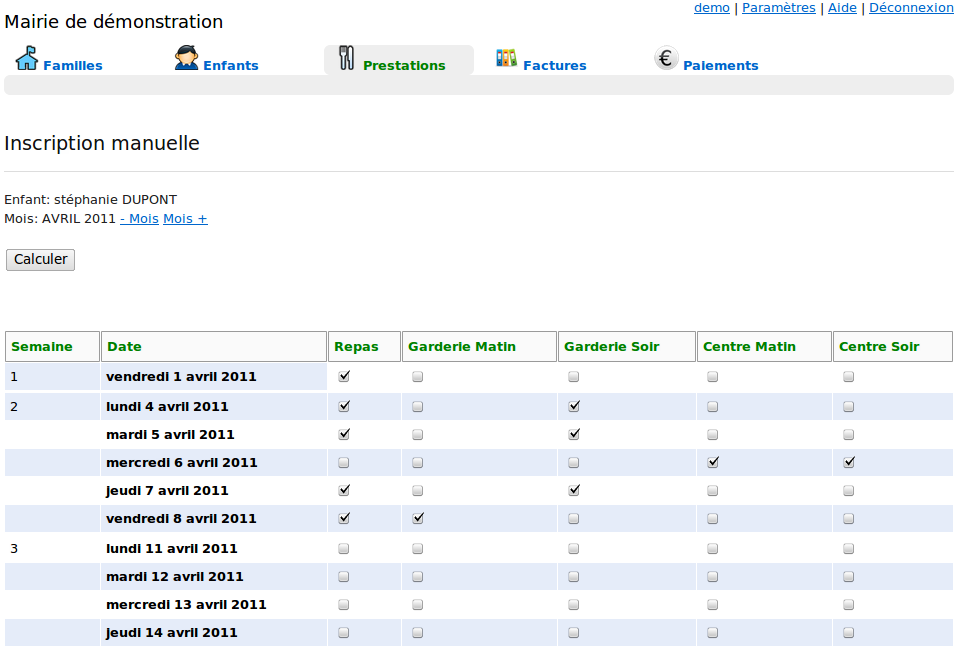 demo | Paramètres | Aide | Déconnexion
Mairie de démonstration
Familles Enfants Prestations Factures € Paiements
Inscription manuelle
Enfant: stéphanie DUPONT
Mois: AVRIL 2011 - Mois Mois +
Calculer
Semaine Date Repas Garderie Matin Garderie Soir Centre Matin Centre Soir
1 vendredi 1 avril 2011
2 lundi 4 avril 2011
mardi 5 avril 2011
mercredi 6 avril 2011
jeudi 7 avril 2011
vendredi 8 avril 2011
3 lundi 11 avril 2011
mardi 12 avril 2011
mercredi 13 avril 2011
jeudi 14 avril 2011